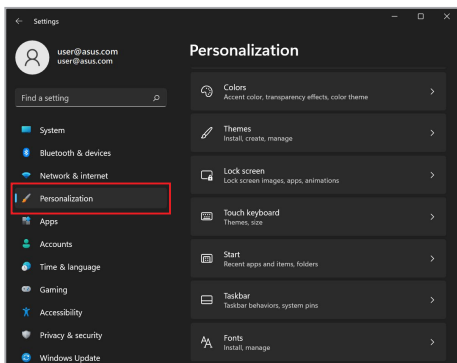 Settings
user@asus.com
user@asus.com
Find a setting
System
Bluetooth & devices
Network & internet
Personalization
Apps
Accounts
Time & language
Gaming
Accessibility
Privacy & security
Windows Update
Personalization
Colors
Accent color, transparency effects, color theme
Themes
Install, create, manage
Lock screen
Lock screen images, apps, animations
Touch keyboard
Themes, size
Start
Recent apps and items, folders
Taskbar
Taskbar behaviors, system pins
Fonts
Install, manage